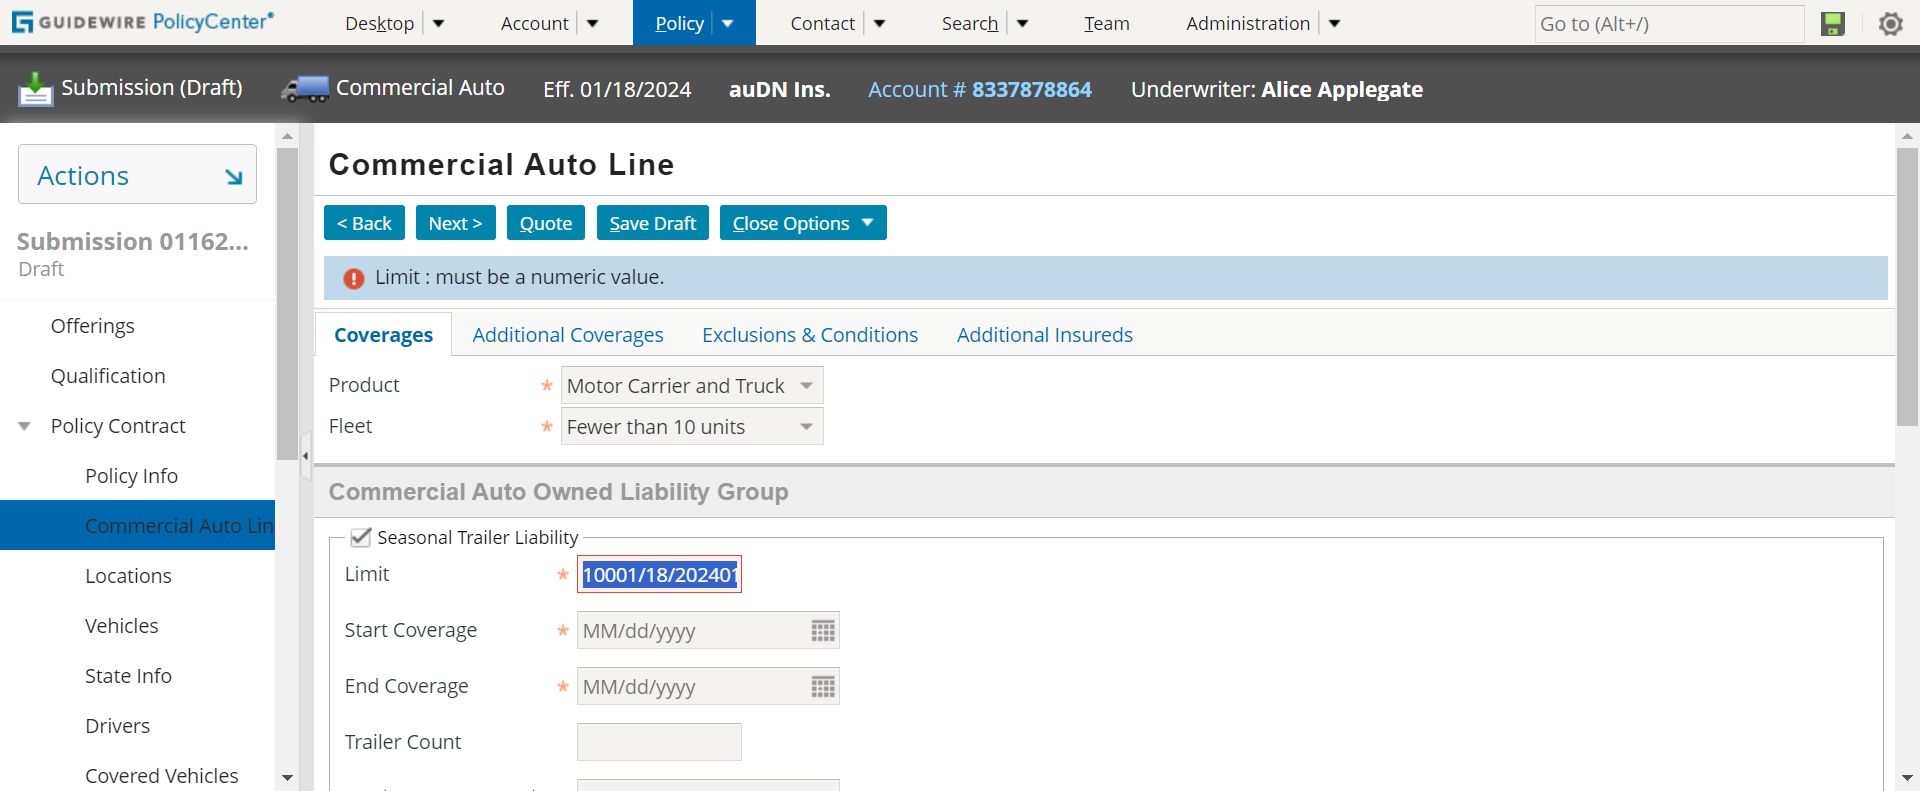 GUIDEWIRE PolicyCenter®
Desktop
Account
Policy
Contact
Search
Team
Administration
Go to (Alt+/)
Submission (Draft)
Commercial Auto
Eff. 01/18/2024
auDN Ins.
Account # 8337878864
Underwriter: Alice Applegate
Actions
Submission 01162...
Draft
Offerings
Qualification
Policy Contract
Policy Info
Commercial Auto Lin
Locations
Vehicles
State Info
Drivers
Covered Vehicles
Commercial Auto Line
< Back
Next >
Quote
Save Draft
Close Options
Limit : must be a numeric value.
Coverages
Additional Coverages
Exclusions & Conditions
Additional Insureds
Product * Motor Carrier and Truck
Fleet * Fewer than 10 units
Commercial Auto Owned Liability Group
Seasonal Trailer Liability
Limit * 10001/18/202401
Start Coverage * MM/dd/yyyy
End Coverage * MM/dd/yyyy
Trailer Count